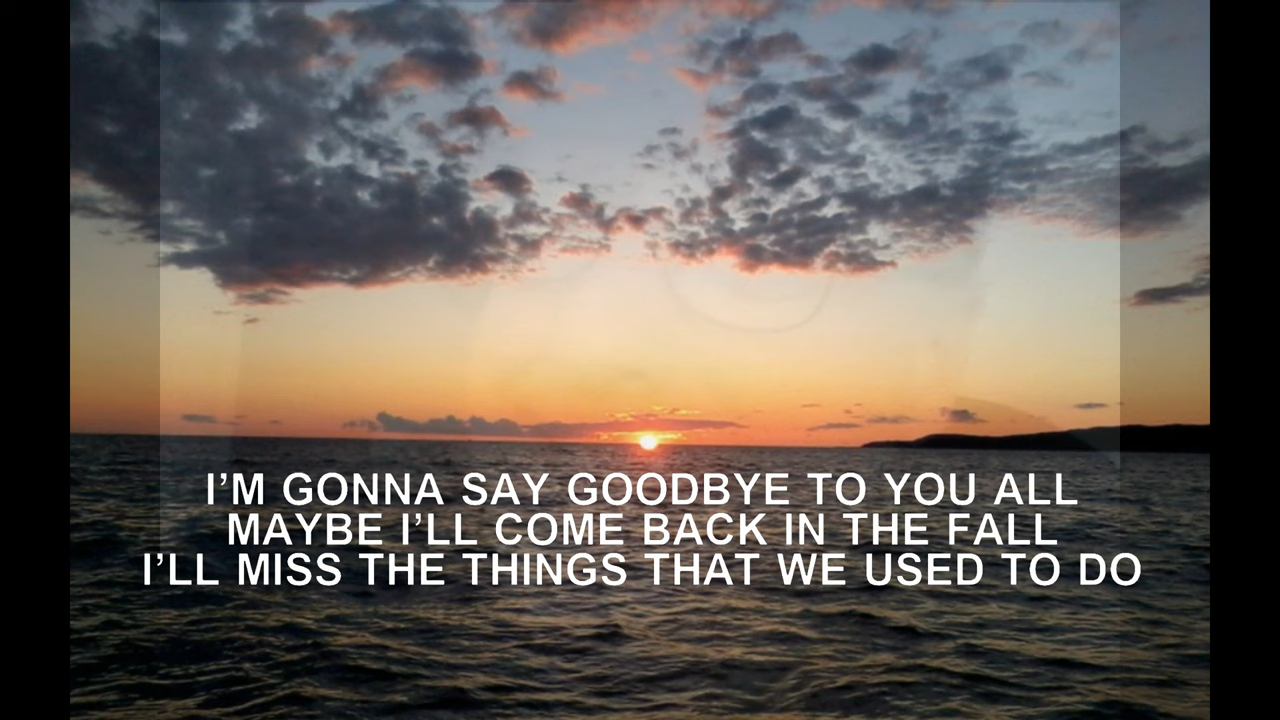 I’M GONNA SAY GOODBYE TO YOU ALL
MAYBE I’LL COME BACK IN THE FALL
I’LL MISS THE THINGS THAT WE USED TO DO